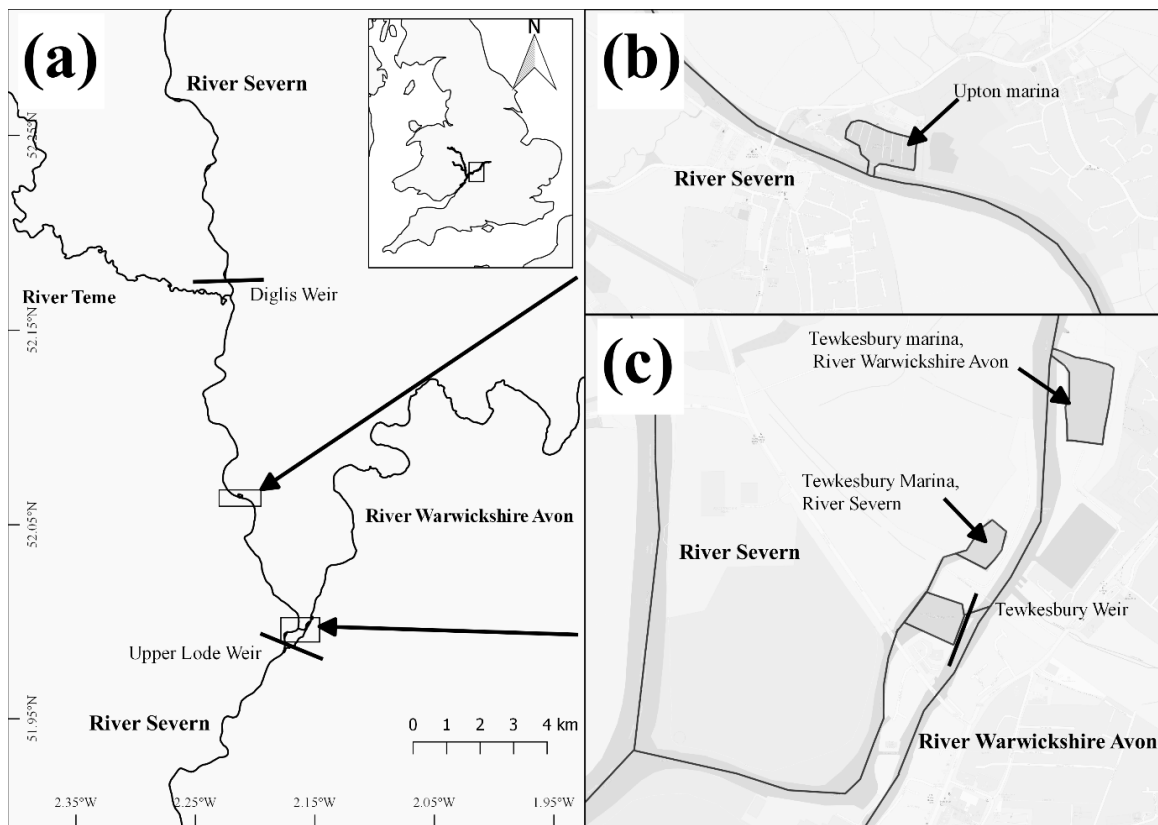 (a)
River Severn
N
52.25°N
River Teme
Diglis Weir
52.15°N
52.05°N
River Warwickshire Avon
Upper Lode Weir
51.95°N
River Severn
0 1 2 3 4 km
2.35°W 2.25°W 2.15°W 2.05°W 1.95°W
(b)
Upton marina
River Severn
(c)
Tewkesbury marina,
River Warwickshire Avon
Tewkesbury Marina,
River Severn
River Severn
Tewkesbury Weir
River Warwickshire Avon